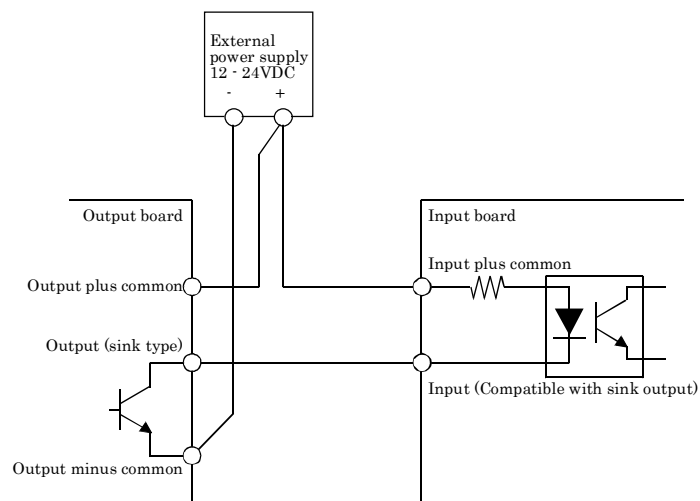 External
power supply
12 - 24VDC
- +
Output board
Input board
Output plus common
Input plus common
Output (sink type)
Input (Compatible with sink output)
Output minus common